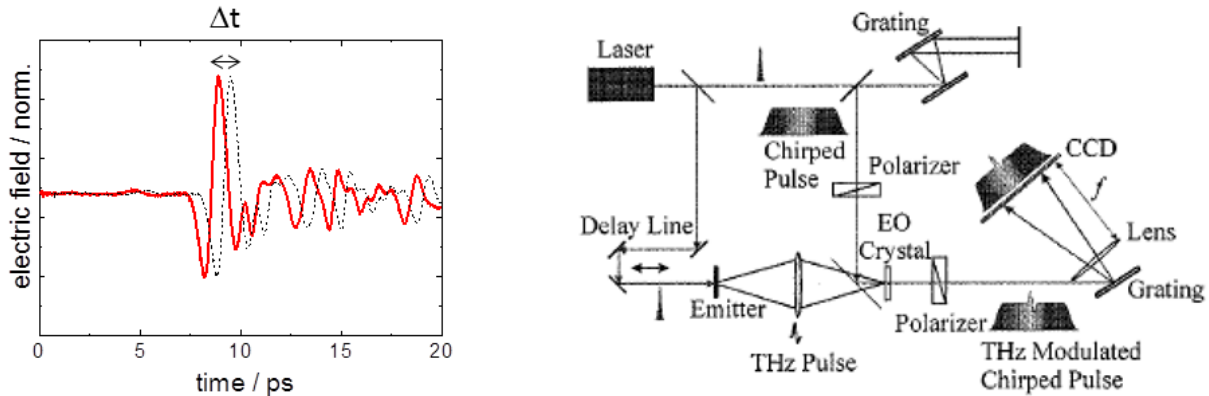 Δt
electric field / norm.
0 5 10 15 20
time / ps
Grating
Laser
Chirped
Pulse
Polarizer
CCD
f
Delay Line
EO
Crystal
Lens
Emitter
Polarizer
Grating
THz Pulse
THz Modulated
Chirped Pulse